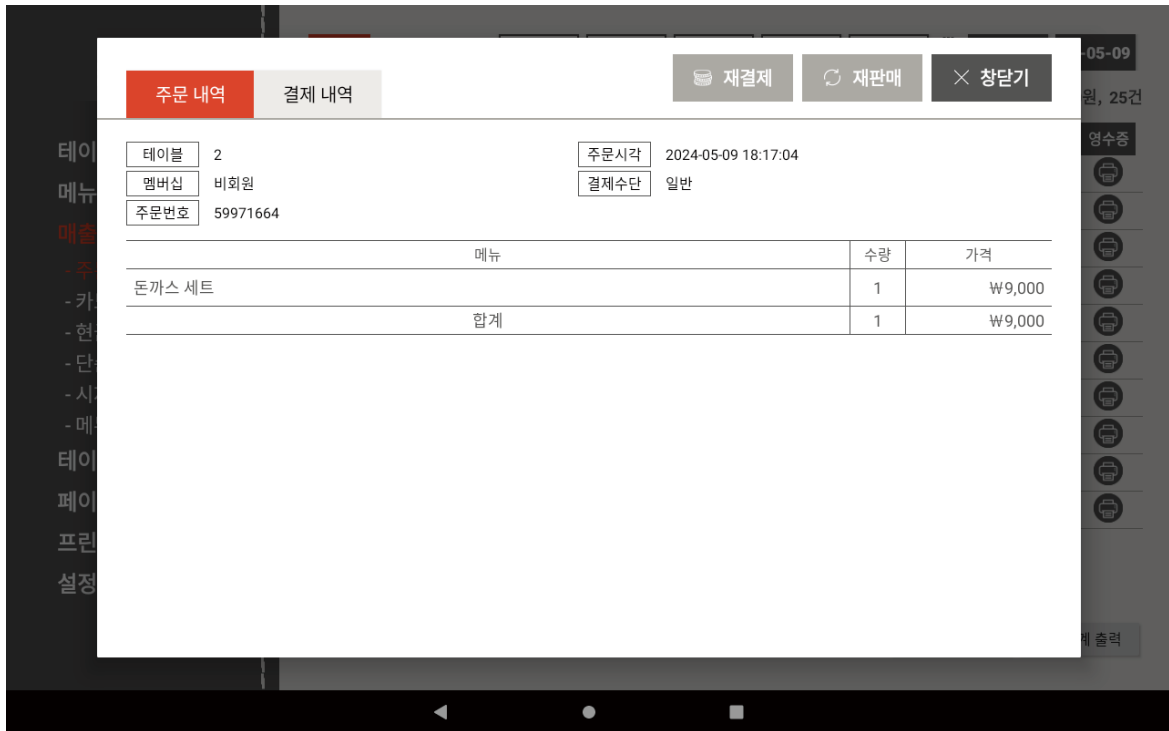 주문 내역
결제 내역
재결제
재판매
창닫기
-05-09
원, 25건
영수증
테이블 2
주문시각 2024-05-09 18:17:04
멤버십 비회원
결제수단 일반
주문번호 59971664
메뉴 수량 가격
돈까스 세트 1 ₩9,000
합계 1 ₩9,000
테이
메뉴
매출
- 주
- 카
- 현
- 단
- 시
- 메
테이
페이
프린
설정
계 출력